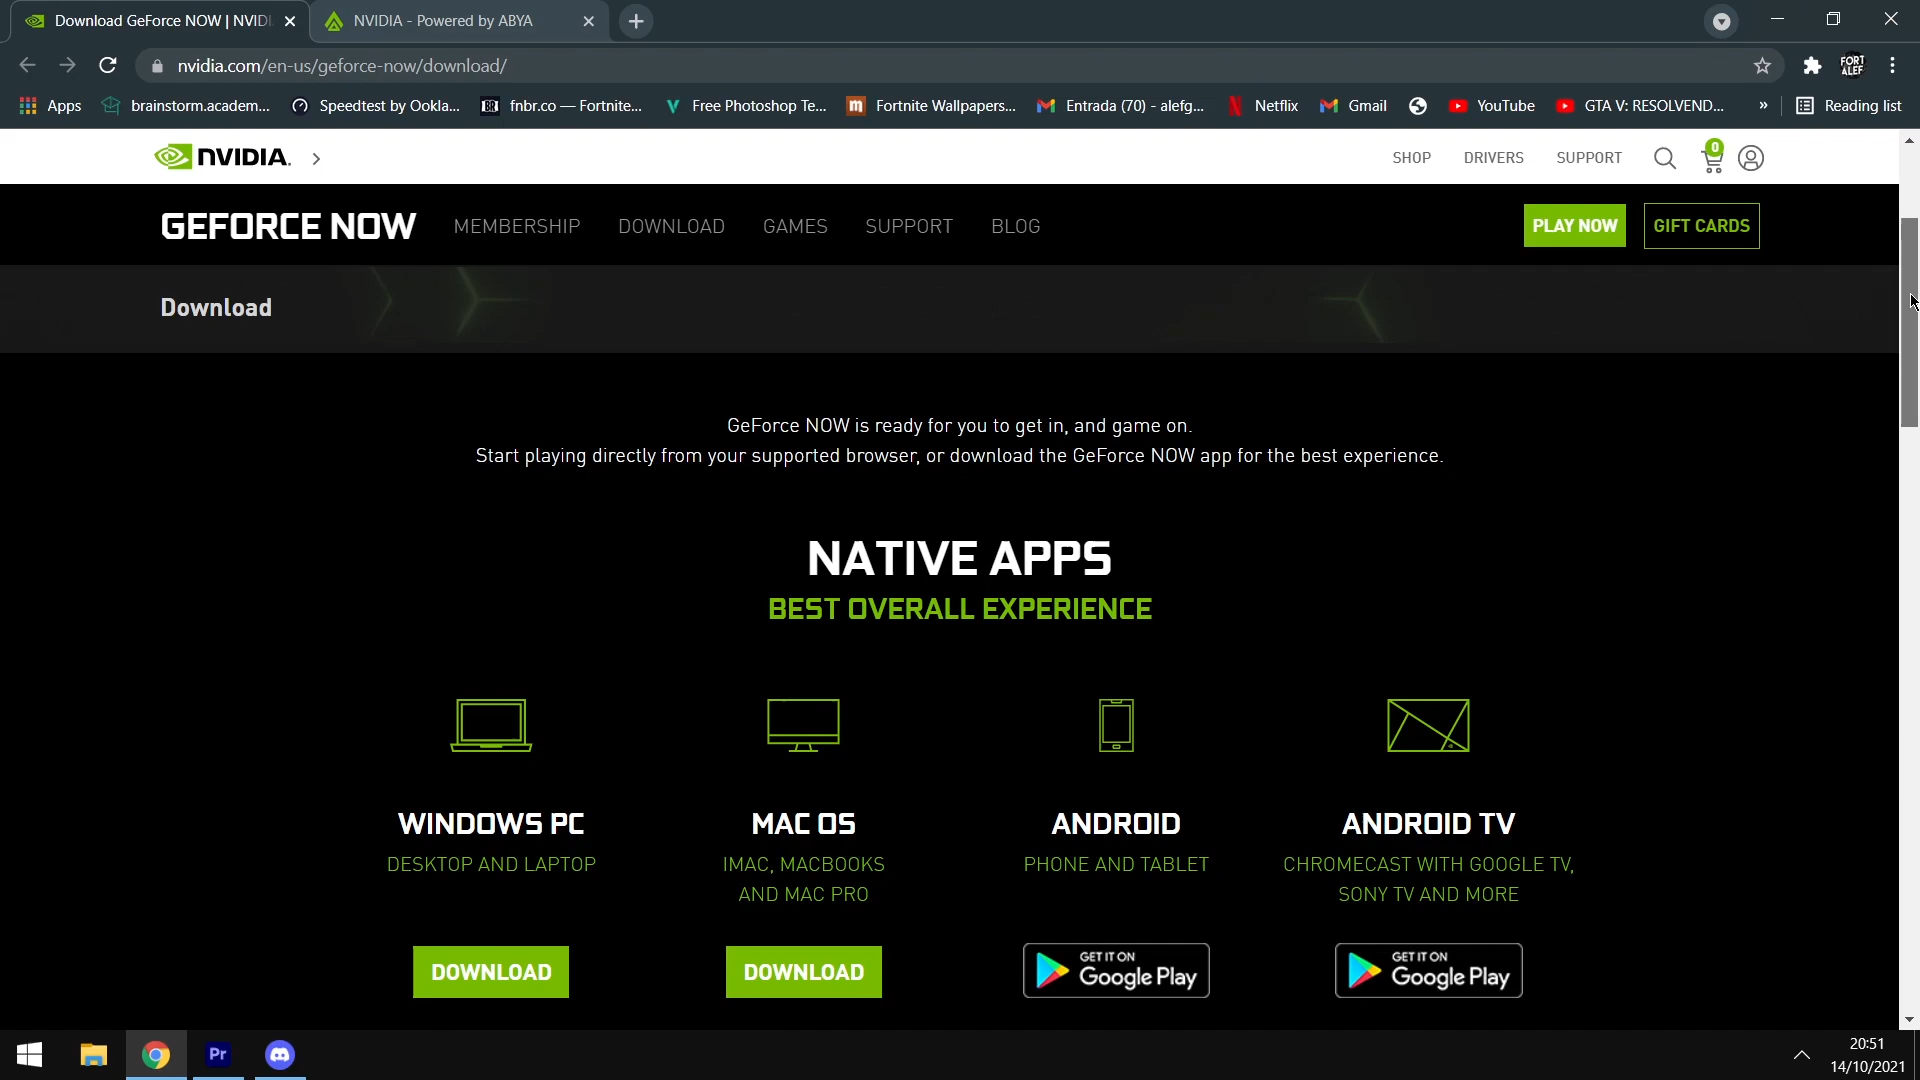 Download GeForce NOW | NVIDI
NVIDIA - Powered by ABYA
nvidia.com/en-us/geforce-now/download/
FORT
ALEF
Apps
brainstorm.academ...
Speedtest by Ookla...
BR
fnbr.co — Fortnite...
V
Free Photoshop Te...
m
Fortnite Wallpapers...
Entrada (70) - alefg...
Netflix
Gmail
YouTube
GTA V: RESOLVEND...
»
Reading list
NVIDIA.
SHOP
DRIVERS
SUPPORT
0
GEFORCE NOW
MEMBERSHIP
DOWNLOAD
GAMES
SUPPORT
BLOG
PLAY NOW
GIFT CARDS
Download
GeForce NOW is ready for you to get in, and game on.
Start playing directly from your supported browser, or download the GeForce NOW app for the best experience.
NATIVE APPS
BEST OVERALL EXPERIENCE
WINDOWS PC
DESKTOP AND LAPTOP
DOWNLOAD
MAC OS
IMAC, MACBOOKS
AND MAC PRO
DOWNLOAD
ANDROID
PHONE AND TABLET
GET IT ON
Google Play
ANDROID TV
CHROMECAST WITH GOOGLE TV,
SONY TV AND MORE
GET IT ON
Google Play
Pr
20:51
14/10/2021